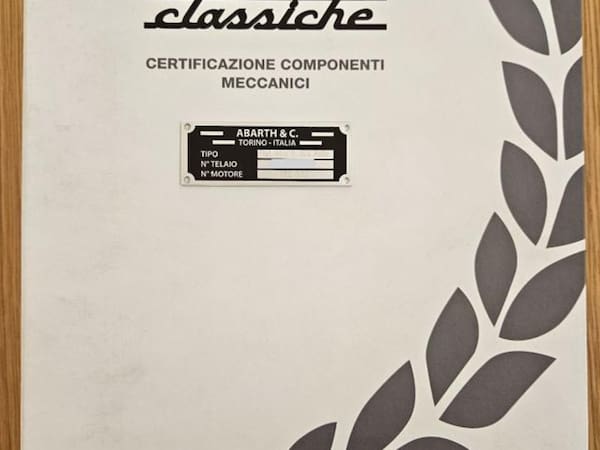 classiche
CERTIFICAZIONE COMPONENTI
MECCANICI
ABARTH & C.
TORINO - ITALIA
TIPO
N° TELAIO
N° MOTORE